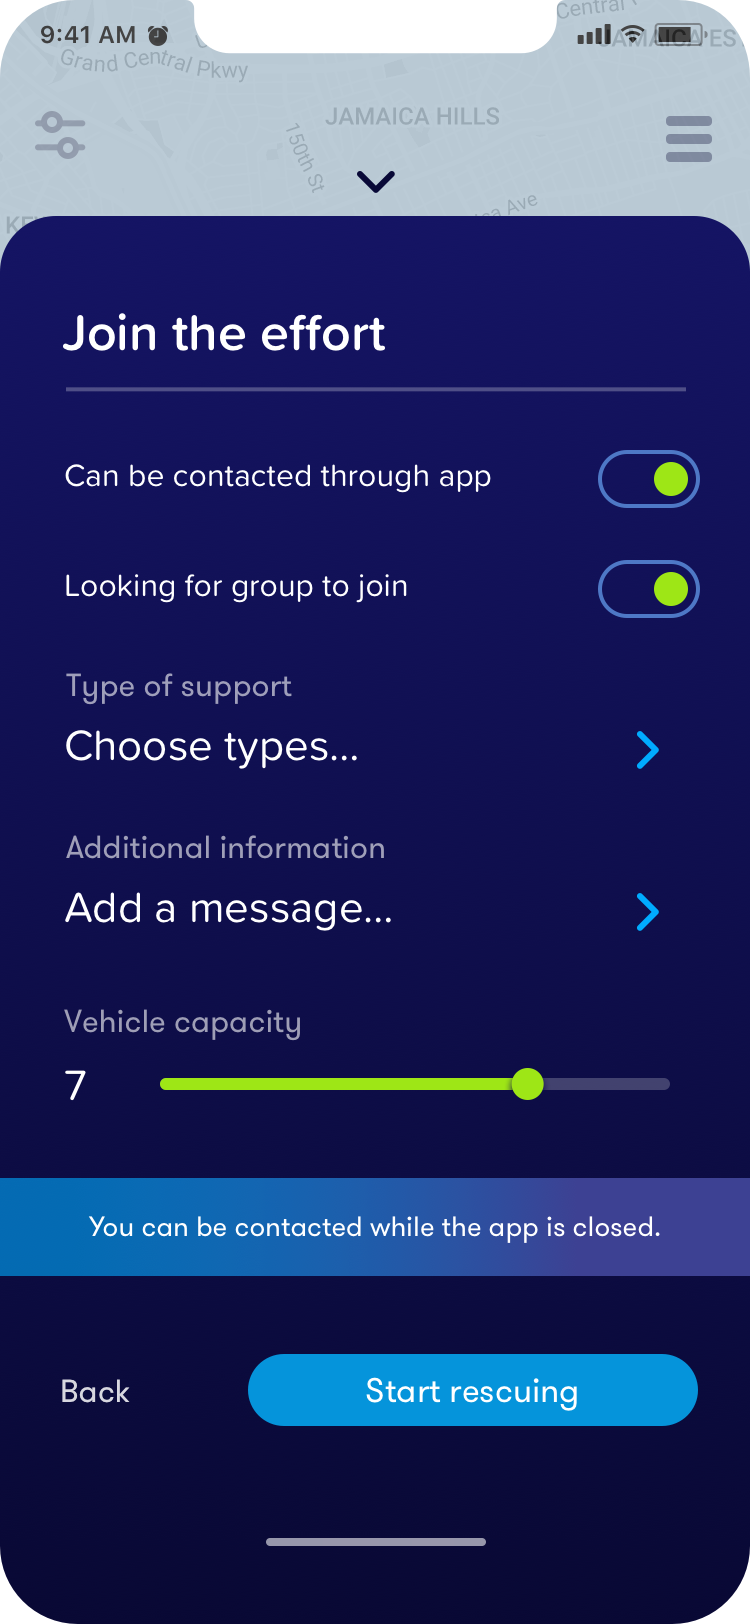 9:41 AM
Central
JAMAICA ES
Grand Central Pkwy
JAMAICA HILLS
150th St
Ave
Join the effort
Can be contacted through app
Looking for group to join
Type of support
Choose types...
Additional information
Add a message...
Vehicle capacity
7
You can be contacted while the app is closed.
Back
Start rescuing